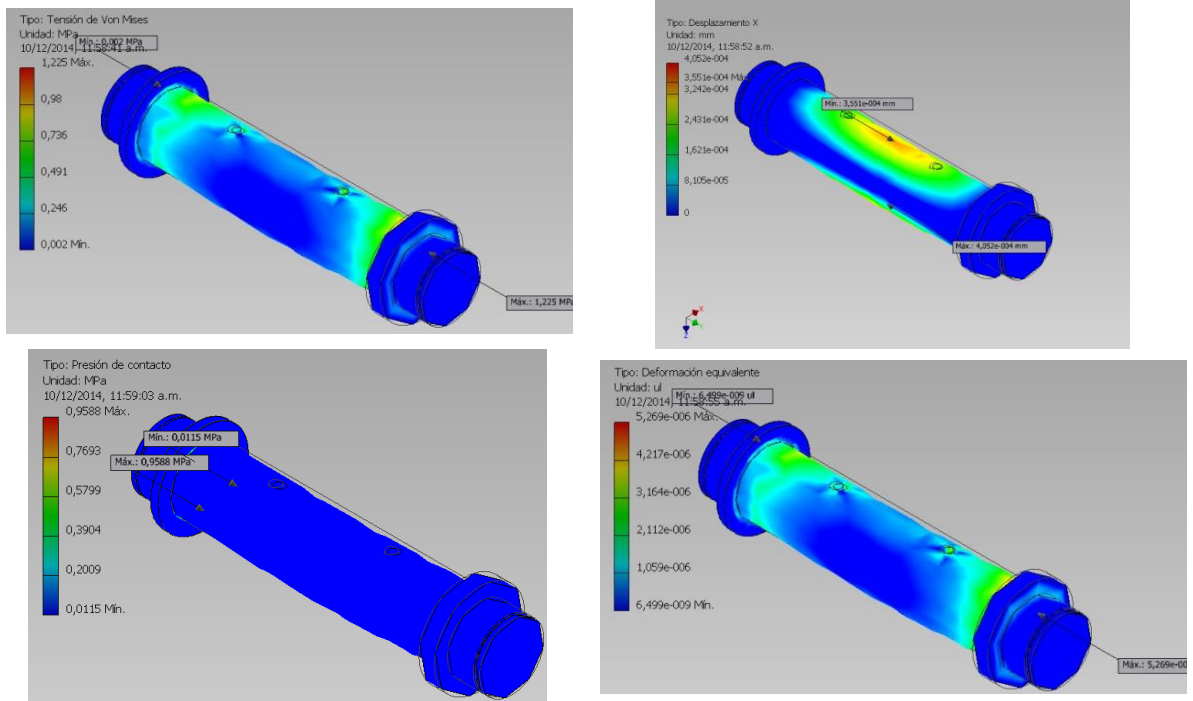 Tipo: Tensión de Von Mises
Unidad: MPa
Mín.: 0,002 MPa
10/12/2014, 11:58:41 a.m.
1,225 Máx.
0,98
0,736
0,491
0,246
0,002 Mín.
Máx.: 1,225 MPa
Tipo: Desplazamiento X
Unidad: mm
10/12/2014, 11:58:52 a.m.
4,052e-004
3,551e-004 Máx
3,242e-004
2,431e-004
1,621e-004
8,105e-005
0
Mín.: 3,551e-004 mm
Máx.: 4,052e-004 mm
X
Y
Z
Tipo: Presión de contacto
Unidad: MPa
10/12/2014, 11:59:03 a.m.
0,9588 Máx.
0,7693
0,5799
0,3904
0,2009
0,0115 Mín.
Mín.: 0,0115 MPa
Máx.: 0,9588 MPa
Tipo: Deformación equivalente
Unidad: ul
Mín.: 6,499e-009 ul
10/12/2014, 11:58:55 a.m.
5,269e-006 Máx.
4,217e-006
3,164e-006
2,112e-006
1,059e-006
6,499e-009 Mín.
Máx.: 5,269e-00